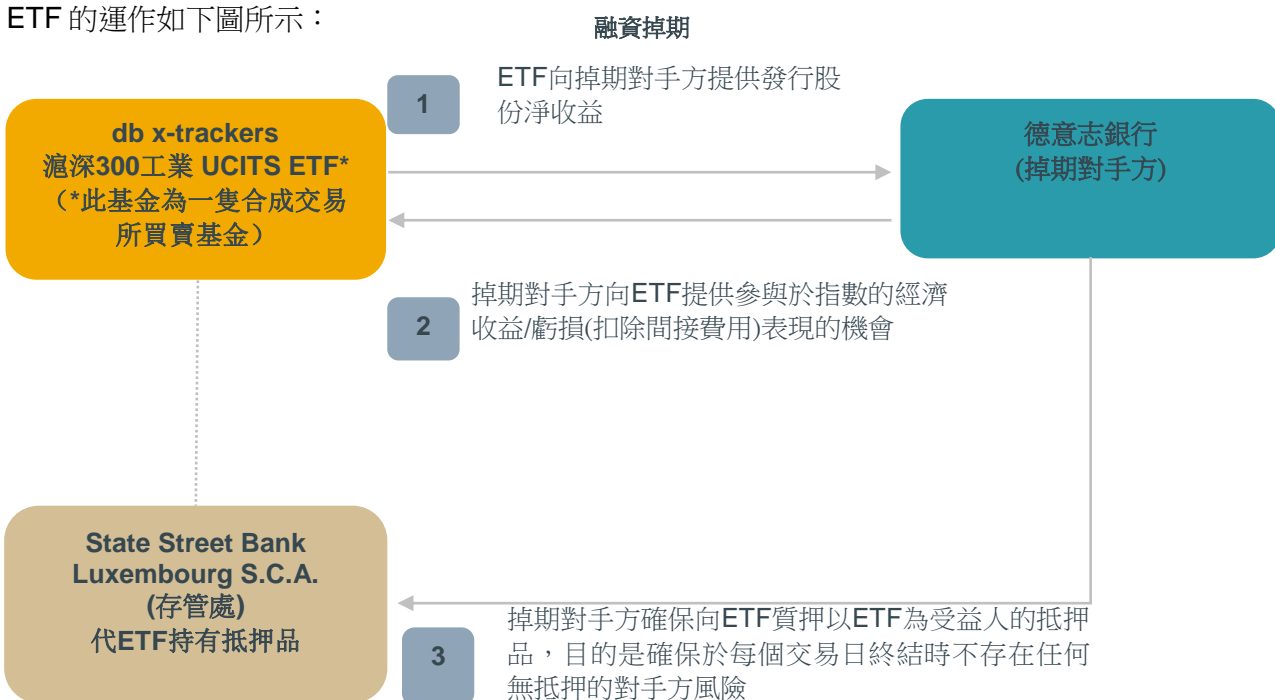 ETF 的運作如下圖所示：
融資掉期
1
ETF向掉期對手方提供發行股
份淨收益
db x-trackers
滬深300工業 UCITS ETF*
（*此基金為一隻合成交易
所買賣基金）
德意志銀行
(掉期對手方)
2
掉期對手方向ETF提供參與於指數的經濟
收益/虧損(扣除間接費用)表現的機會
State Street Bank
Luxembourg S.C.A.
(存管處)
代ETF持有抵押品
3
掉期對手方確保向ETF質押以ETF為受益人的抵押
品，目的是確保於每個交易日終結時不存在任何
無抵押的對手方風險